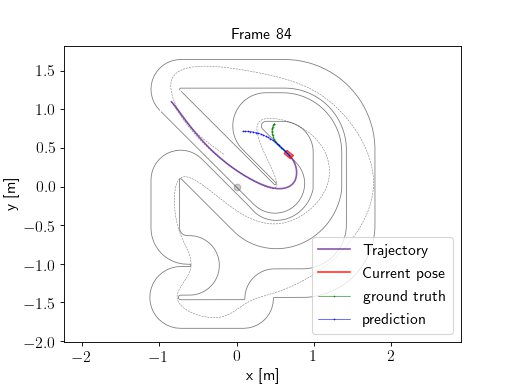 Frame 84
y [m]
1.5
1.0
0.5
0.0
−0.5
−1.0
−1.5
−2.0
−2
−1
0
1
2
x [m]
Trajectory
Current pose
ground truth
prediction